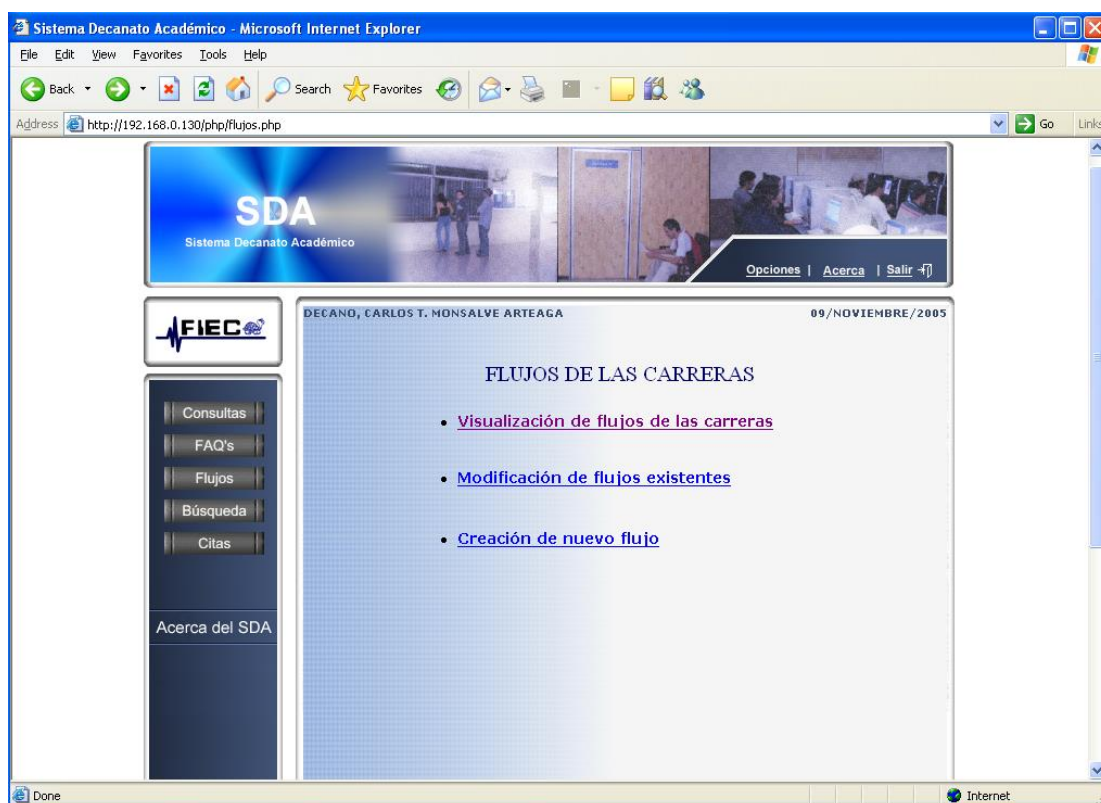 Sistema Decanato Académico - Microsoft Internet Explorer
File Edit View Favorites Tools Help
Back Search Favorites
Address http://192.168.0.130/php/flujos.php Go Links
SDA
Sistema Decanato Académico
Opciones | Acerca | Salir
FIEC
DECANO, CARLOS T. MONSALVE ARTEAGA 09/NOVIEMBRE/2005
FLUJOS DE LAS CARRERAS
• Visualización de flujos de las carreras
• Modificación de flujos existentes
• Creación de nuevo flujo
Consultas
FAQ's
Flujos
Búsqueda
Citas
Acerca del SDA
Done Internet